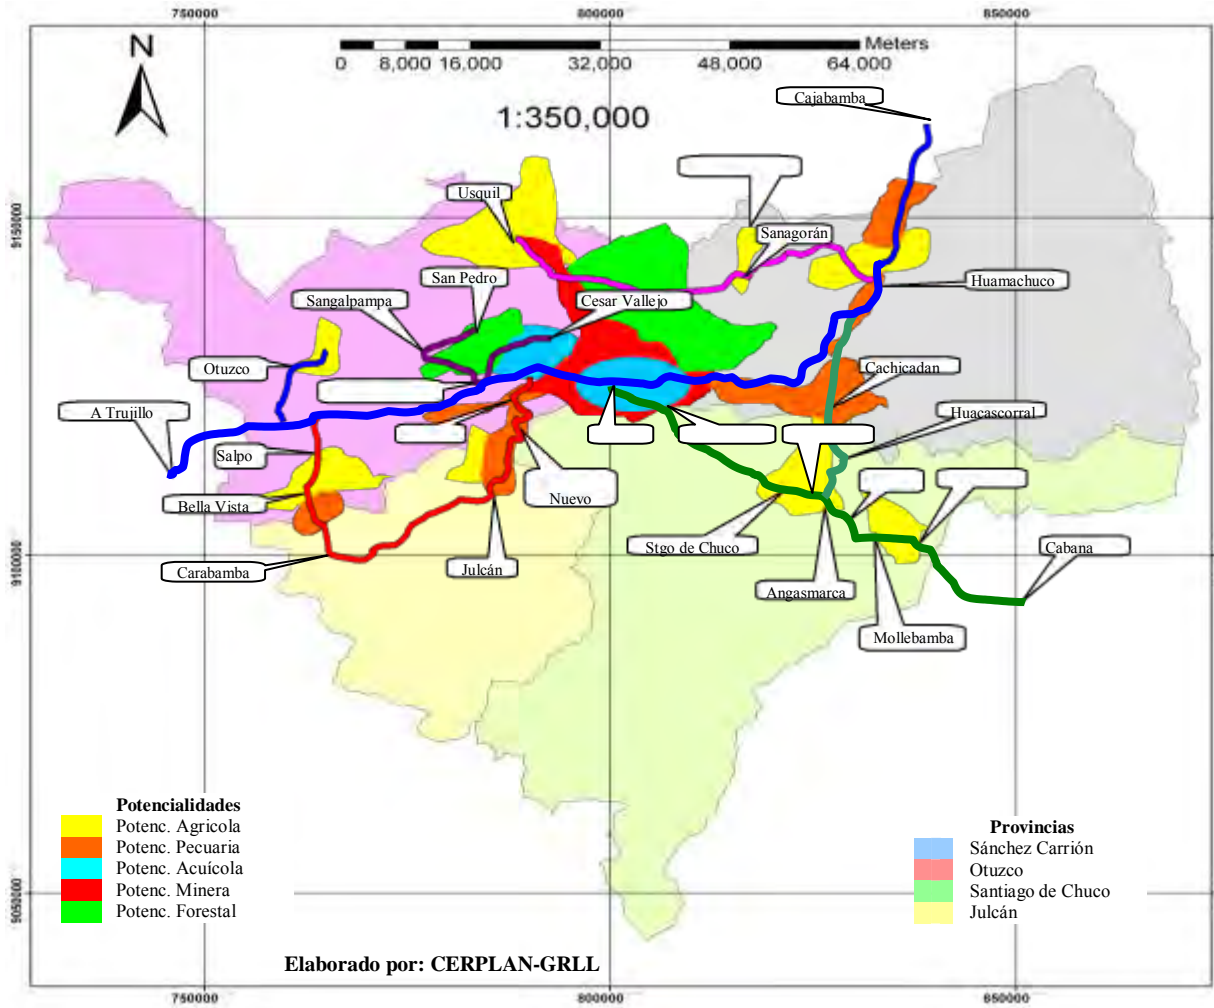 750000
800000
850000
N
Meters
0
8,000
16,000
32,000
48,000
64,000
1:350,000
Cajabamba
9150000
Usquil
Sanagorán
San Pedro
Sangalpampa
Cesar Vallejo
Huamachuco
Otuzco
Cachicadan
A Trujillo
Huacascorral
Salpo
Bella Vista
Nuevo
Stgo de Chuco
Cabana
9100000
Carabamba
Julcán
Angasmarca
Mollebamba
Potencialidades
Potenc. Agricola
Potenc. Pecuaria
Potenc. Acuícola
Potenc. Minera
Potenc. Forestal
Provincias
Sánchez Carrión
Otuzco
Santiago de Chuco
Julcán
9050000
Elaborado por: CERPLAN-GRLL
750000
800000
850000